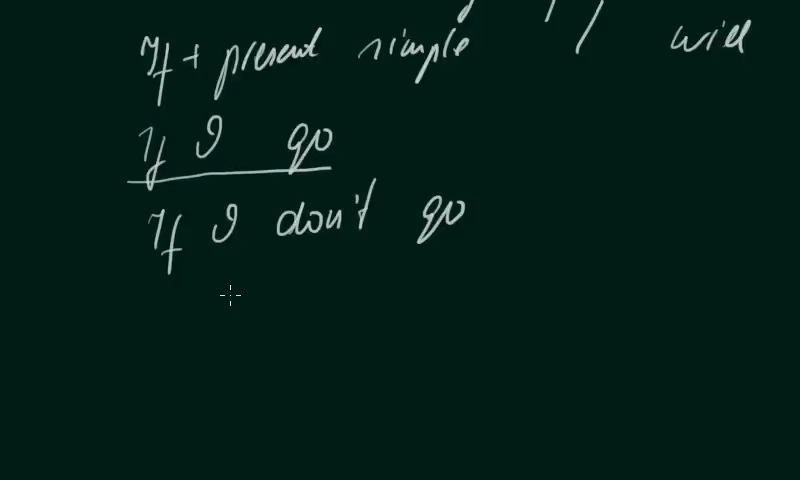 If + present simple , will
If I go
If I don't go